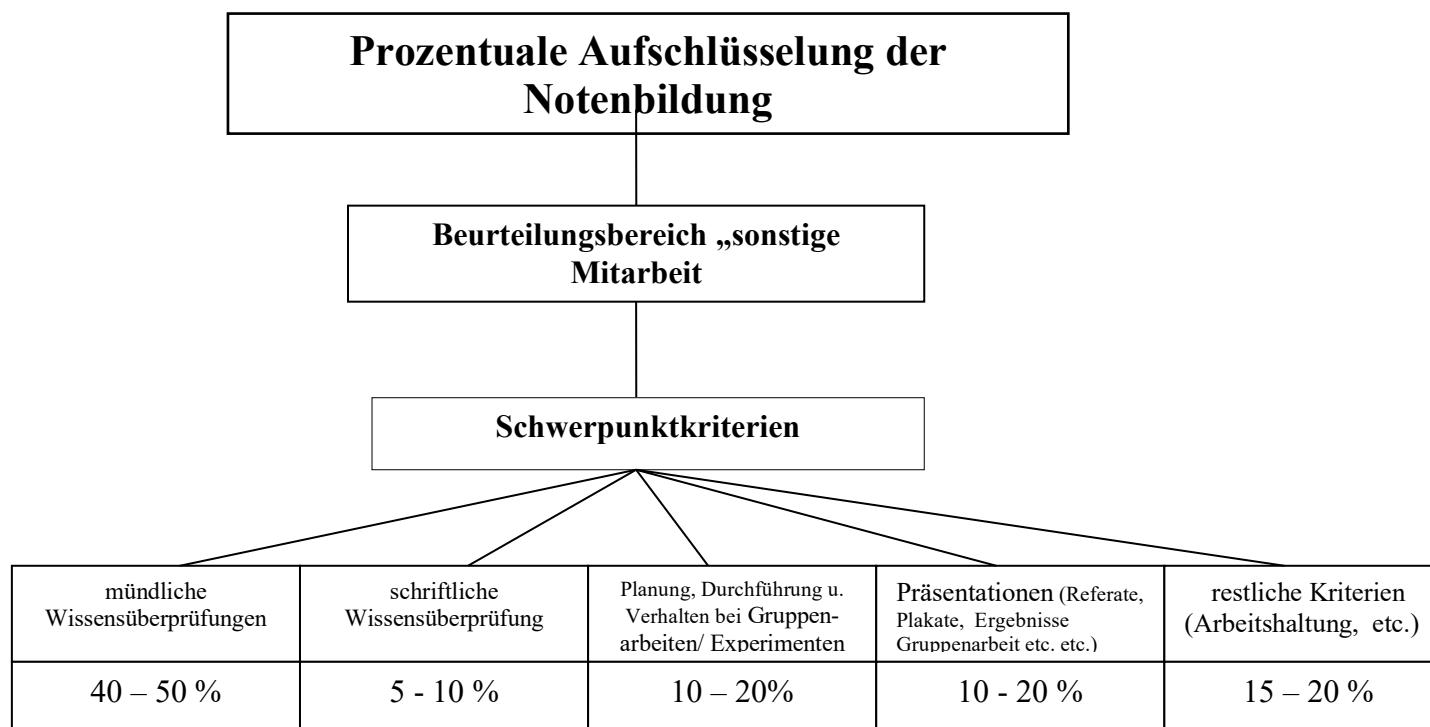 Prozentuale Aufschlüsselung der
Notenbildung
Beurteilungsbereich „sonstige
Mitarbeit
Schwerpunktkriterien
mündliche
Wissensüberprüfungen
schriftliche
Wissensüberprüfung
Planung, Durchführung u.
Verhalten bei Gruppen-
arbeiten/ Experimenten
Präsentationen (Referate,
Plakate, Ergebnisse
Gruppenarbeit etc. etc.)
restliche Kriterien
(Arbeitshaltung, etc.)
40 – 50 %
5 - 10 %
10 – 20%
10 - 20 %
15 – 20 %